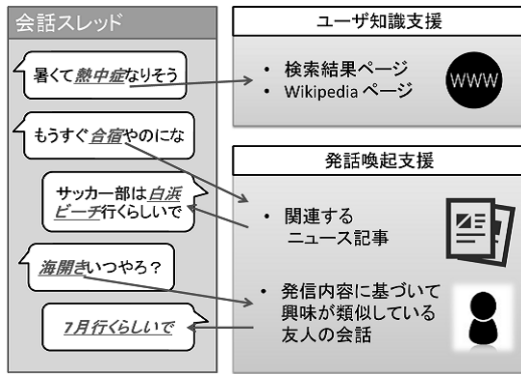 会話スレッド
暑くて熱中症なりそう
もうすぐ合宿やのにな
サッカー部は白浜
ビーチ行くらしいで
海開きいつやろ？
7月行くらしいで
ユーザ知識支援
• 検索結果ページ
• Wikipedia ページ
WWW
発話喚起支援
• 関連する
ニュース記事
• 発信内容に基づいて
興味が類似している
友人の会話